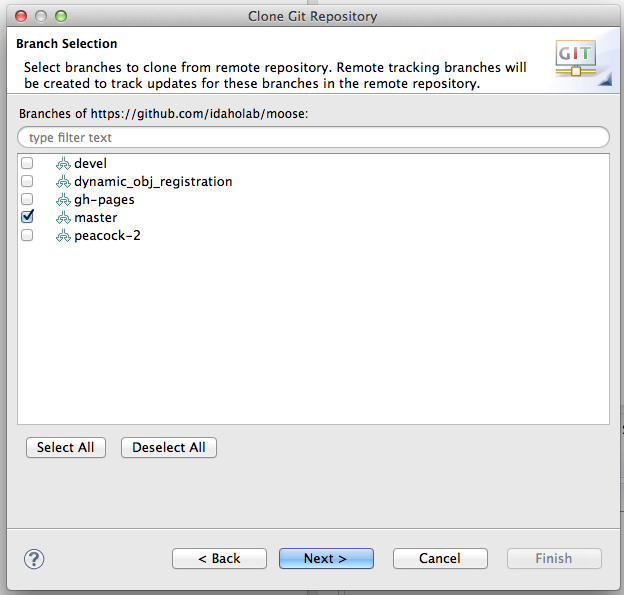 Clone Git Repository
Branch Selection
Select branches to clone from remote repository. Remote tracking branches will
be created to track updates for these branches in the remote repository.
GIT
Branches of https://github.com/idaholab/moose:
type filter text
devel
dynamic_obj_registration
gh-pages
master
peacock-2
Select All
Deselect All
?
< Back
Next >
Cancel
Finish